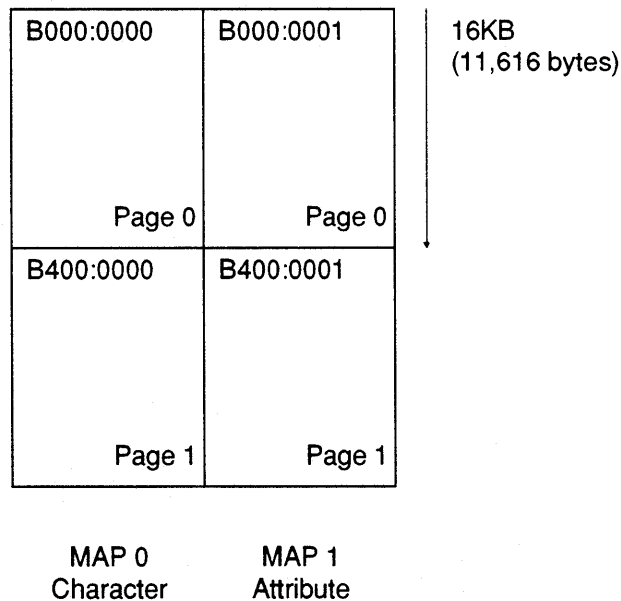 B000:0000 B000:0001 16KB
(11,616 bytes)
Page 0 Page 0
B400:0000 B400:0001
Page 1 Page 1
MAP 0 MAP 1
Character Attribute